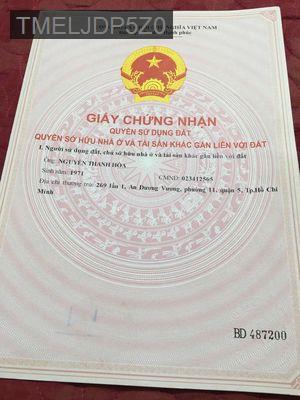 TMELJDP5Z0
NGHĨA VIỆT NAM
phúc
GIẤY CHỨNG NHẬN
QUYỀN SỬ DỤNG ĐẤT
QUYỀN SỞ HỮU NHÀ Ở VÀ TÀI SẢN KHÁC GẮN LIỀN VỚI ĐẤT
I. Người sử dụng đất, chủ sở hữu nhà ở và tài sản khác gắn liền với đất
Ông: NGUYỄN THANH HÒA
Sinh năm: 1971 CMND: 023412565
Địa chỉ thường trú: 269 lầu 1, An Dương Vương, phường 11, quận 5, Tp.Hồ Chí
Minh
BD 487200